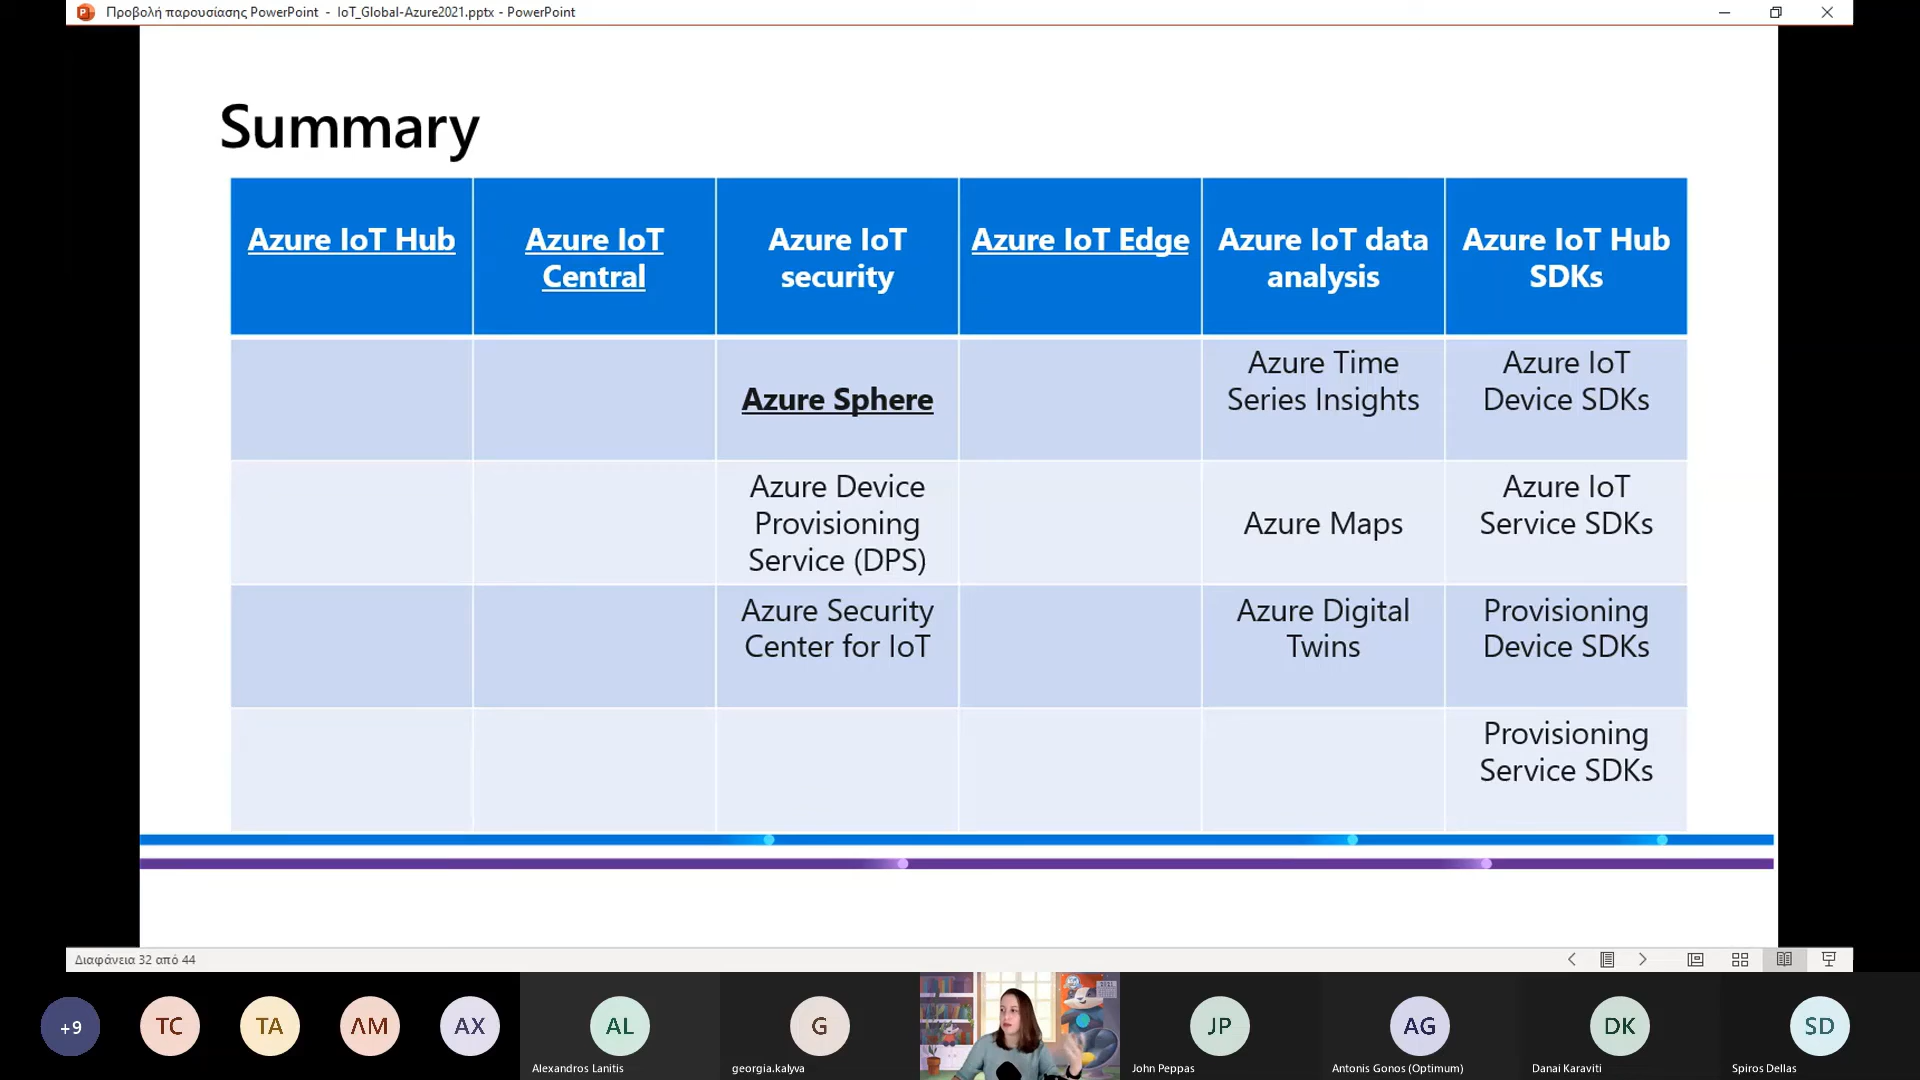 Προβολή παρουσίασης PowerPoint - IoT_Global-Azure2021.pptx - PowerPoint
Summary
Azure IoT Hub
Azure IoT
Central
Azure IoT
security
Azure IoT Edge
Azure IoT data
analysis
Azure IoT Hub
SDKs
Azure Sphere
Azure Time
Series Insights
Azure IoT
Device SDKs
Azure Device
Provisioning
Service (DPS)
Azure Maps
Azure IoT
Service SDKs
Azure Security
Center for IoT
Azure Digital
Twins
Provisioning
Device SDKs
Provisioning
Service SDKs
Διαφάνεια 32 από 44
+9
TC
TA
ΛΜ
AX
AL
Alexandros Lanitis
G
georgia.kalyva
JP
John Peppas
AG
Antonis Gonos (Optimum)
DK
Danai Karaviti
SD
Spiros Dellas